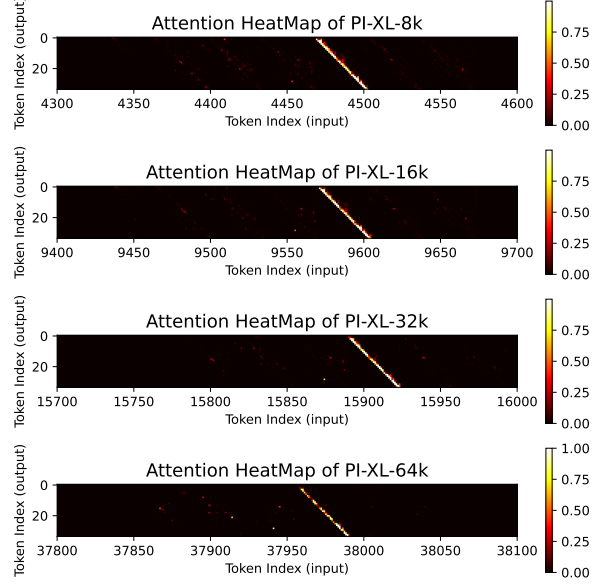 Attention HeatMap of PI-XL-8k
Token Index (output)
0
20
4300 4350 4400 4450 4500 4550 4600
Token Index (input)
0.75
0.50
0.25
0.00
Attention HeatMap of PI-XL-16k
Token Index (output)
0
20
9400 9450 9500 9550 9600 9650 9700
Token Index (input)
0.75
0.50
0.25
0.00
Attention HeatMap of PI-XL-32k
Token Index (output)
0
20
15700 15750 15800 15850 15900 15950 16000
Token Index (input)
0.75
0.50
0.25
0.00
Attention HeatMap of PI-XL-64k
Token Index (output)
0
20
37800 37850 37900 37950 38000 38050 38100
Token Index (input)
1.00
0.75
0.50
0.25
0.00